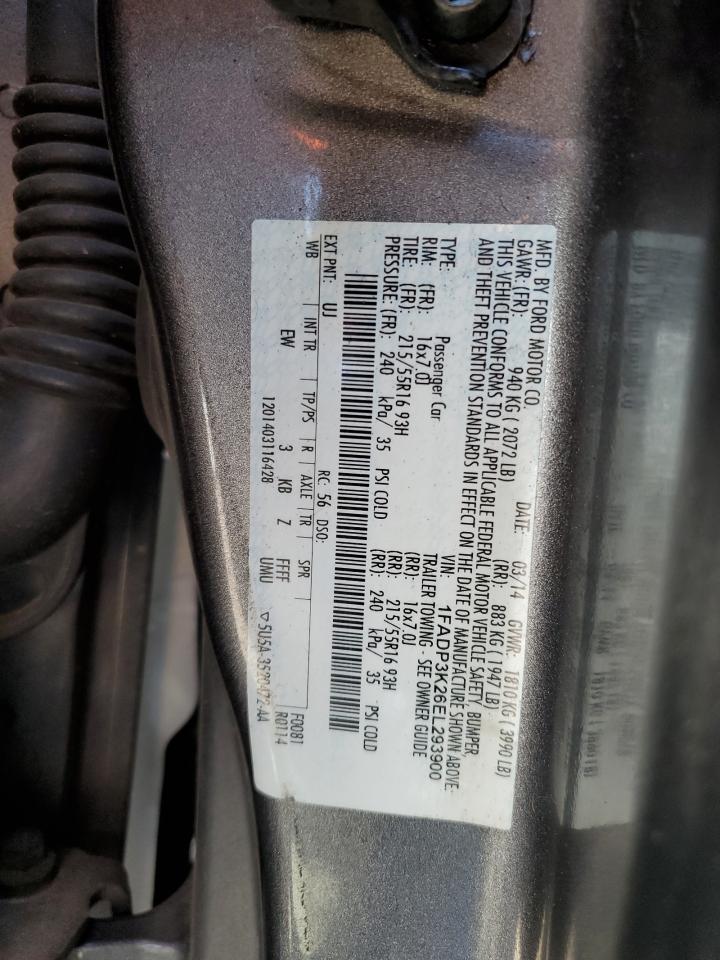 MFD. BY FORD MOTOR CO.
DATE: 03/14 GVWR: 1810 KG ( 3990 LB)
GAWR: (FR): 940 KG ( 2072 LB) (RR): 883 KG ( 1947 LB)
THIS VEHICLE CONFORMS TO ALL APPLICABLE FEDERAL MOTOR VEHICLE SAFETY, BUMPER,
AND THEFT PREVENTION STANDARDS IN EFFECT ON THE DATE OF MANUFACTURE SHOWN ABOVE.
VIN: 1FADP3K26EL293900
TYPE: Passenger Car TRAILER TOWING - SEE OWNER GUIDE
RIM: (FR): 16x7.0J (RR): 16x7.0J
TIRE: (FR): 215/55R16 93H (RR): 215/55R16 93H
PRESSURE: (FR): 240 kPa/ 35 PSI COLD (RR): 240 kPa/ 35 PSI COLD
EXT PNT: UJ RC: 56 DSO: F0081
WB INT TR TP/PS R AXLE TR SPR R0114
EW 3 KB Z FFFF
1201403116428 UMU 5U5A-3520472-AA